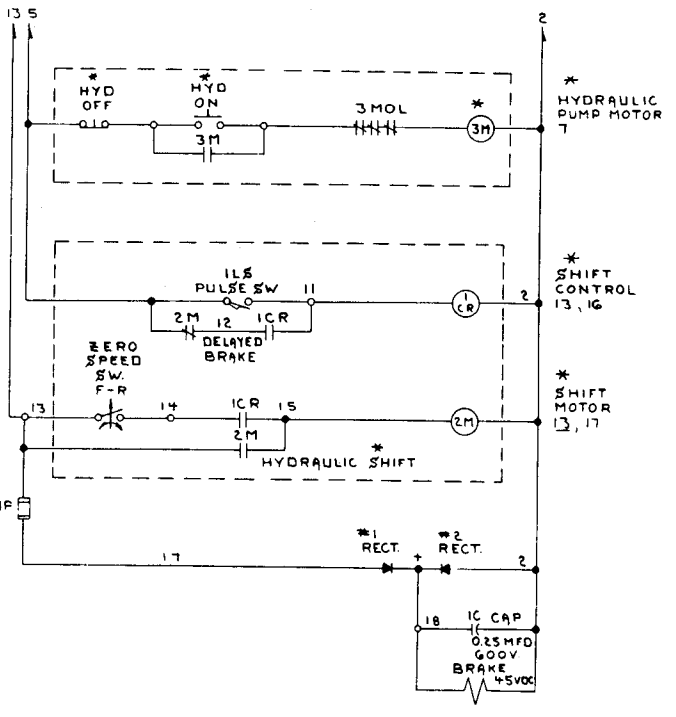 13 5
2
*
HYD
OFF
*
HYD
ON
3M
3MOL
*
3M
*
HYDRAULIC
PUMP MOTOR
7
1LS
PULSE SW
11
2M
12
1CR
DELAYED
BRAKE
1
CR
2
*
SHIFT
CONTROL
13, 16
ZERO
SPEED
SW.
F-R
13
14
1CR
15
2M
2M
*
HYDRAULIC SHIFT
*
SHIFT
MOTOR
13, 17
17
#1
RECT.
+
#2
RECT.
2
18
1C CAP
0.25 MFD
600V
BRAKE
45VDC